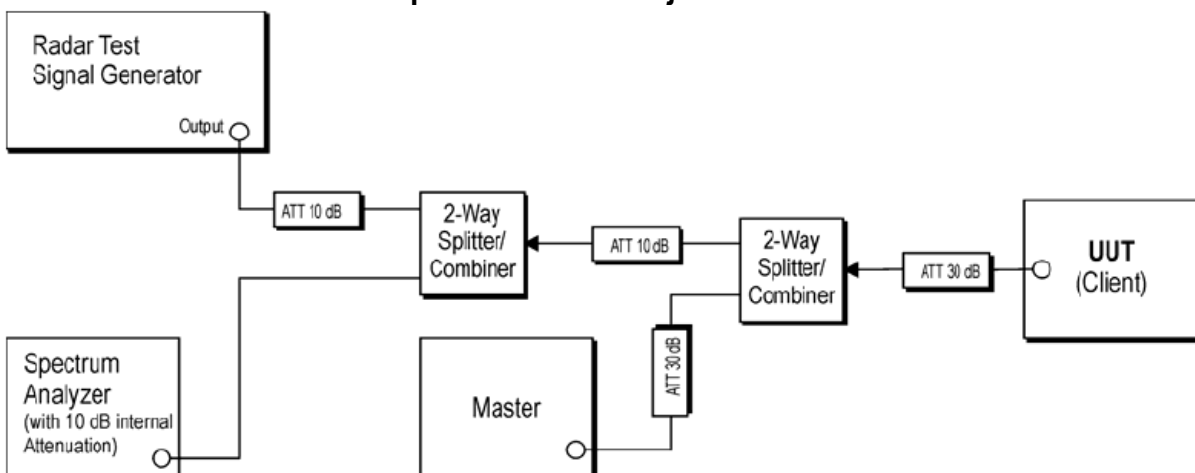 Radar Test
Signal Generator
Output
ATT 10 dB
2-Way
Splitter/
Combiner
ATT 10 dB
2-Way
Splitter/
Combiner
ATT 30 dB
UUT
(Client)
Spectrum
Analyzer
(with 10 dB internal
Attenuation)
Master
ATT 30 dB